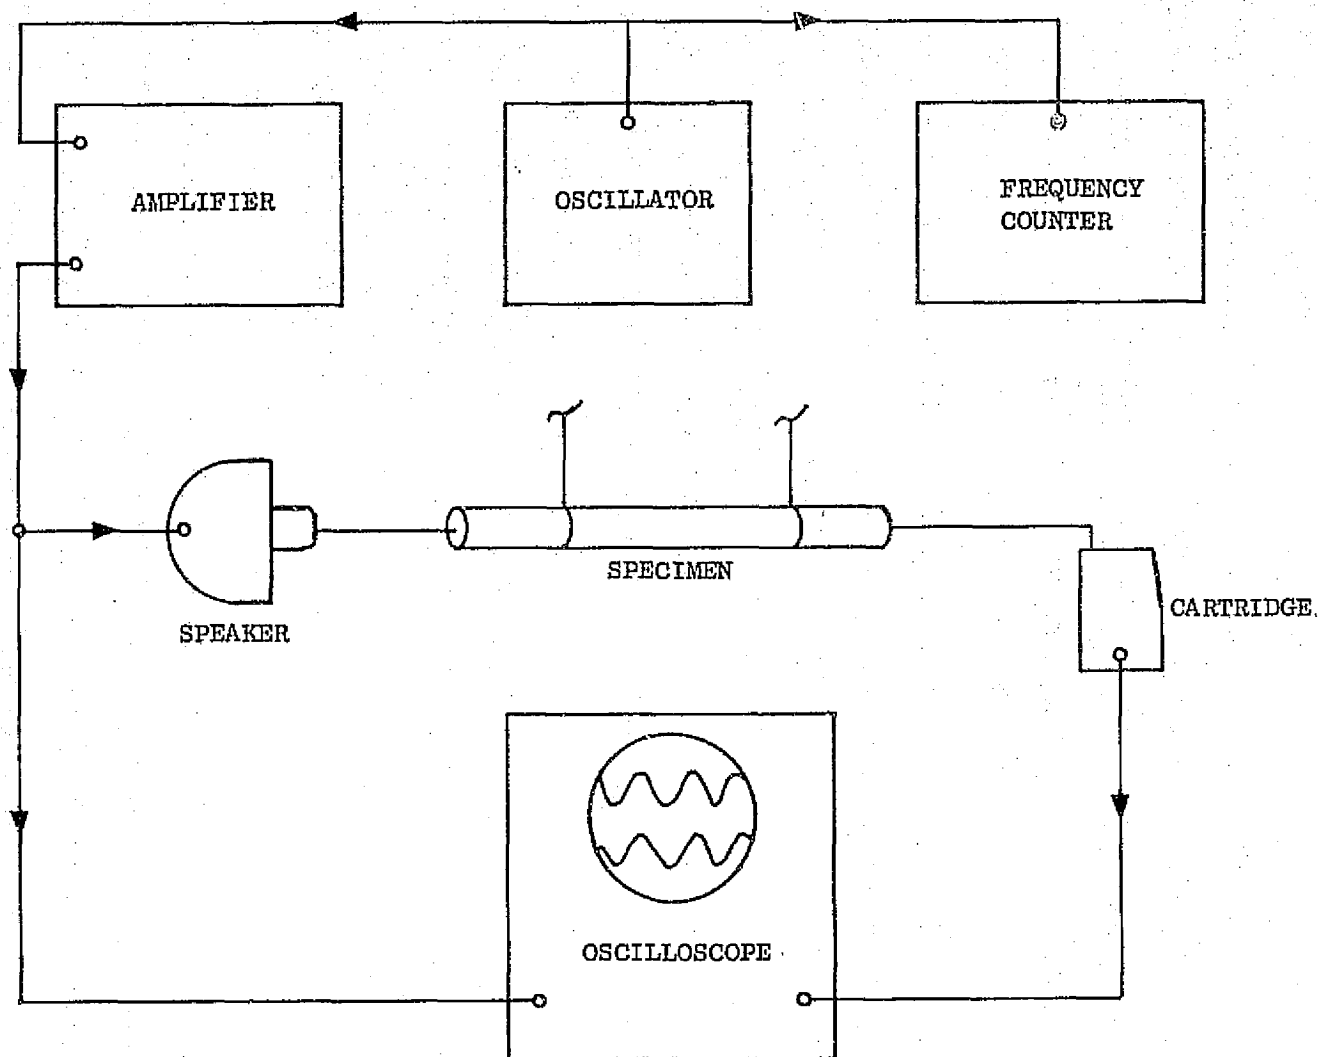 AMPLIFIER
OSCILLATOR
FREQUENCY
COUNTER
SPECIMEN
CARTRIDGE.
SPEAKER
OSCILLOSCOPE